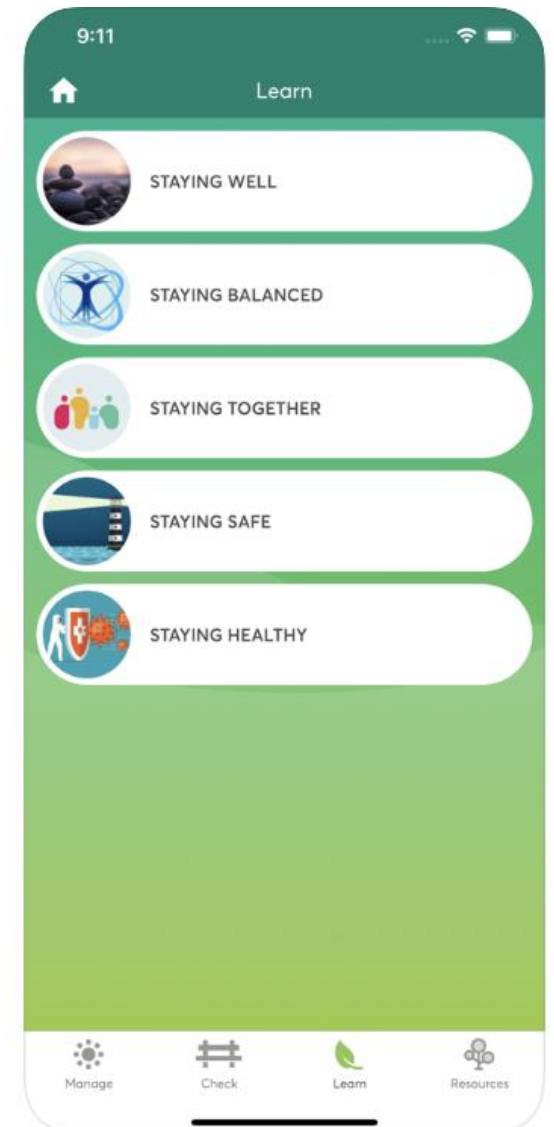 9:11
Learn
STAYING WELL
STAYING BALANCED
STAYING TOGETHER
STAYING SAFE
STAYING HEALTHY
Manage Check Learn Resources